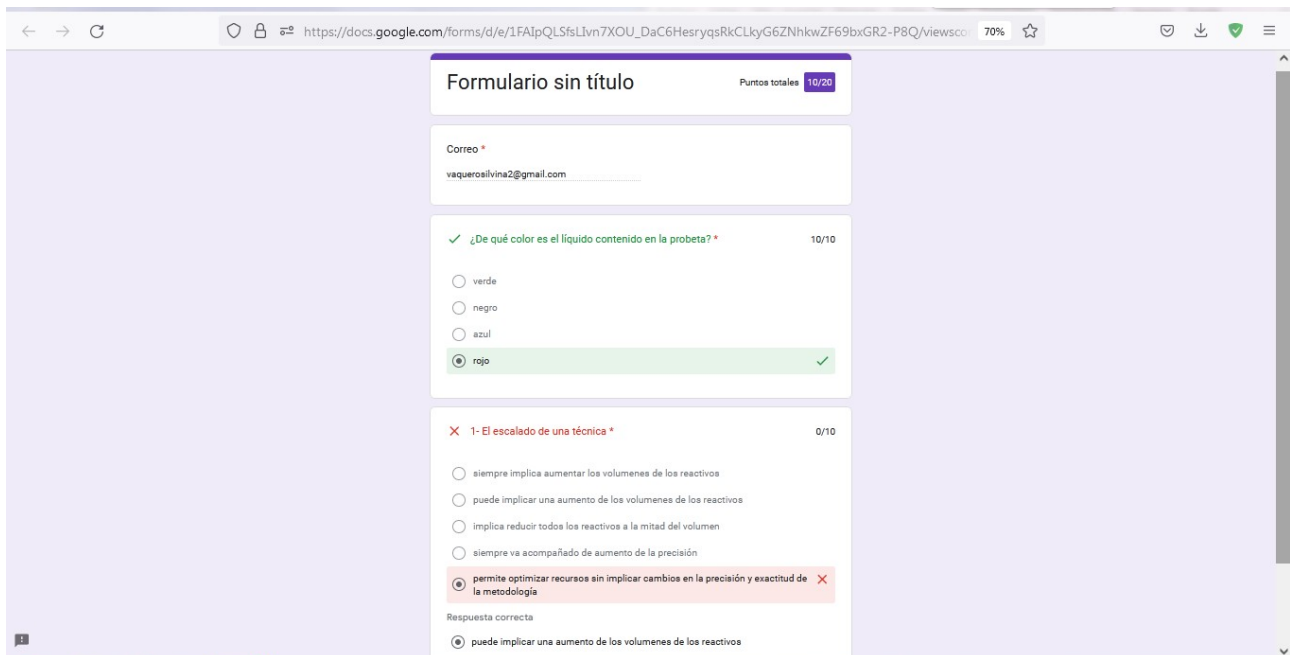 https://docs.google.com/forms/d/e/1FAIpQLSfsLIvn7XOU_DaC6HesryqsRkCLkyG6ZNhkwZF69bxGR2-P8Q/viewsco
70%
Formulario sin título
Puntos totales 10/20
Correo *
vaquerosilvina2@gmail.com
¿De qué color es el líquido contenido en la probeta? *
10/10
verde
negro
azul
rojo
1- El escalado de una técnica *
0/10
siempre implica aumentar los volumenes de los reactivos
puede implicar una aumento de los volumenes de los reactivos
implica reducir todos los reactivos a la mitad del volumen
siempre va acompañado de aumento de la precisión
permite optimizar recursos sin implicar cambios en la precisión y exactitud de
la metodología
Respuesta correcta
puede implicar una aumento de los volumenes de los reactivos